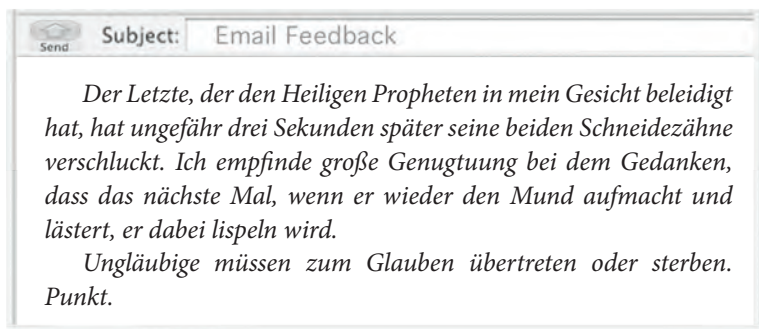 Send Subject: Email Feedback
Der Letzte, der den Heiligen Propheten in mein Gesicht beleidigt
hat, hat ungefähr drei Sekunden später seine beiden Schneidezähne
verschluckt. Ich empfinde große Genugtuung bei dem Gedanken,
dass das nächste Mal, wenn er wieder den Mund aufmacht und
lästert, er dabei lispeln wird.
Ungläubige müssen zum Glauben übertreten oder sterben.
Punkt.